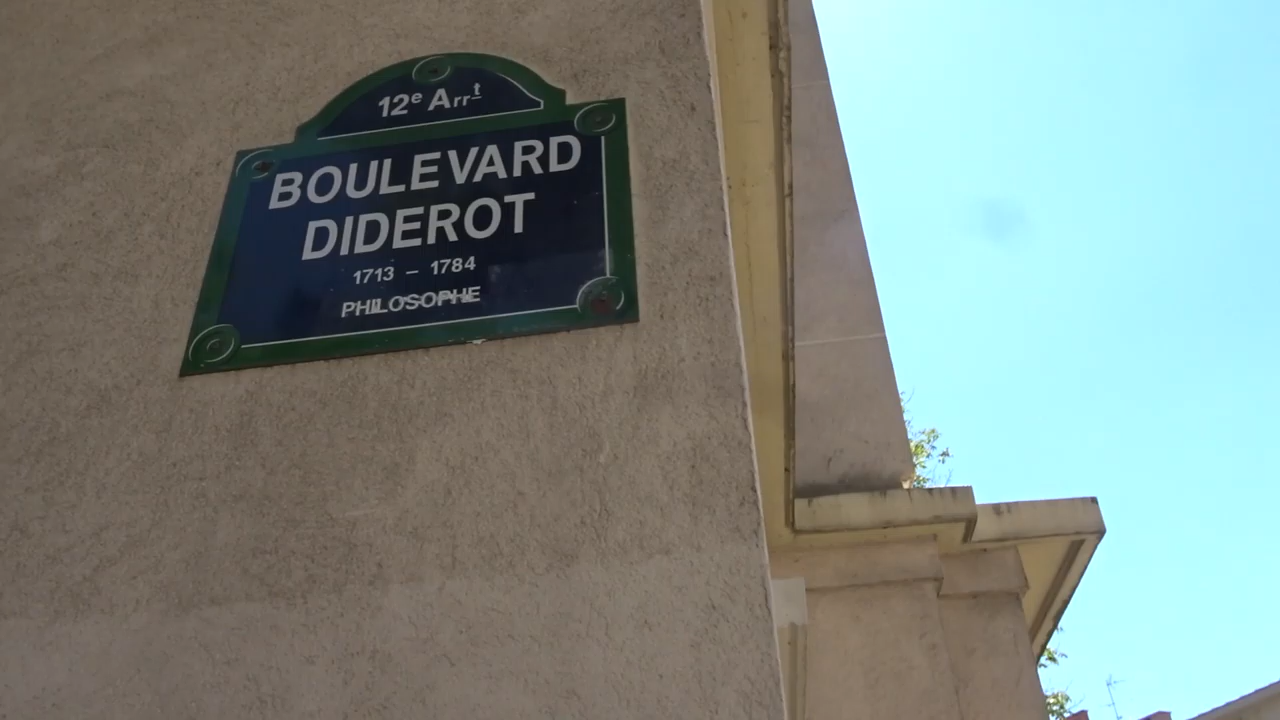 12e Arrt
BOULEVARD
DIDEROT
1713 – 1784
PHILOSOPHE